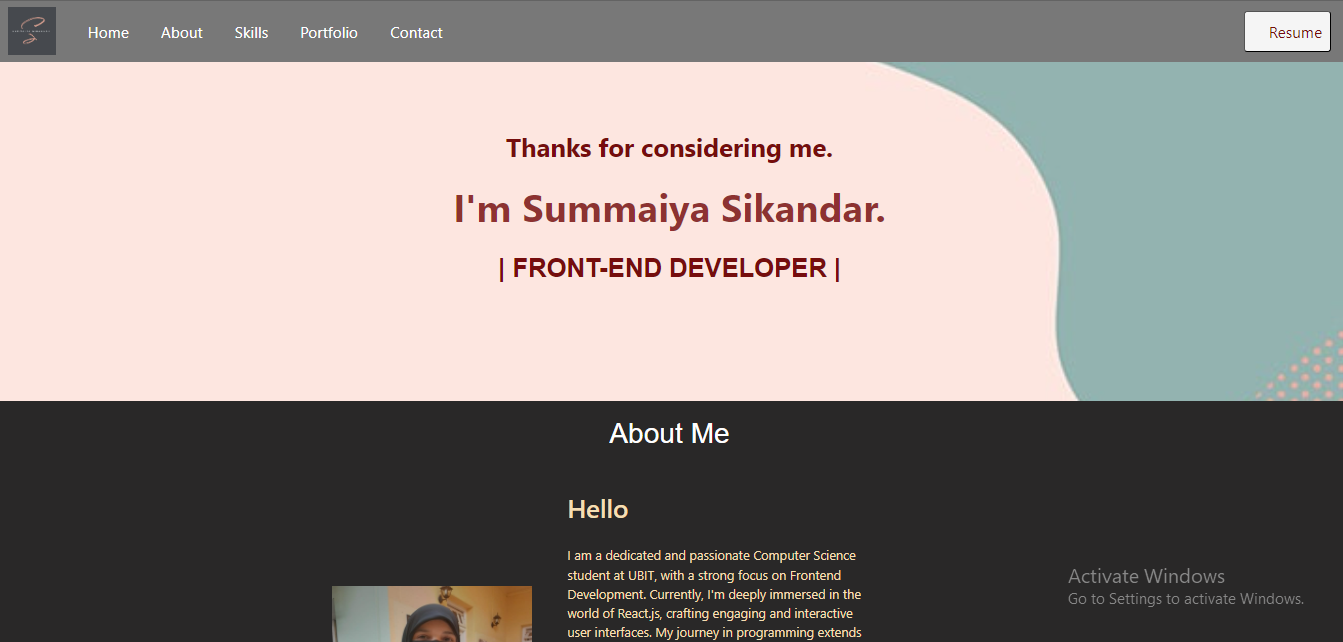 Home About Skills Portfolio Contact Resume
Thanks for considering me.
I'm Summaiya Sikandar.
| FRONT-END DEVELOPER |
About Me
Hello
I am a dedicated and passionate Computer Science
student at UBIT, with a strong focus on Frontend
Development. Currently, I'm deeply immersed in the
world of React.js, crafting engaging and interactive
user interfaces. My journey in programming extends
Activate Windows
Go to Settings to activate Windows.